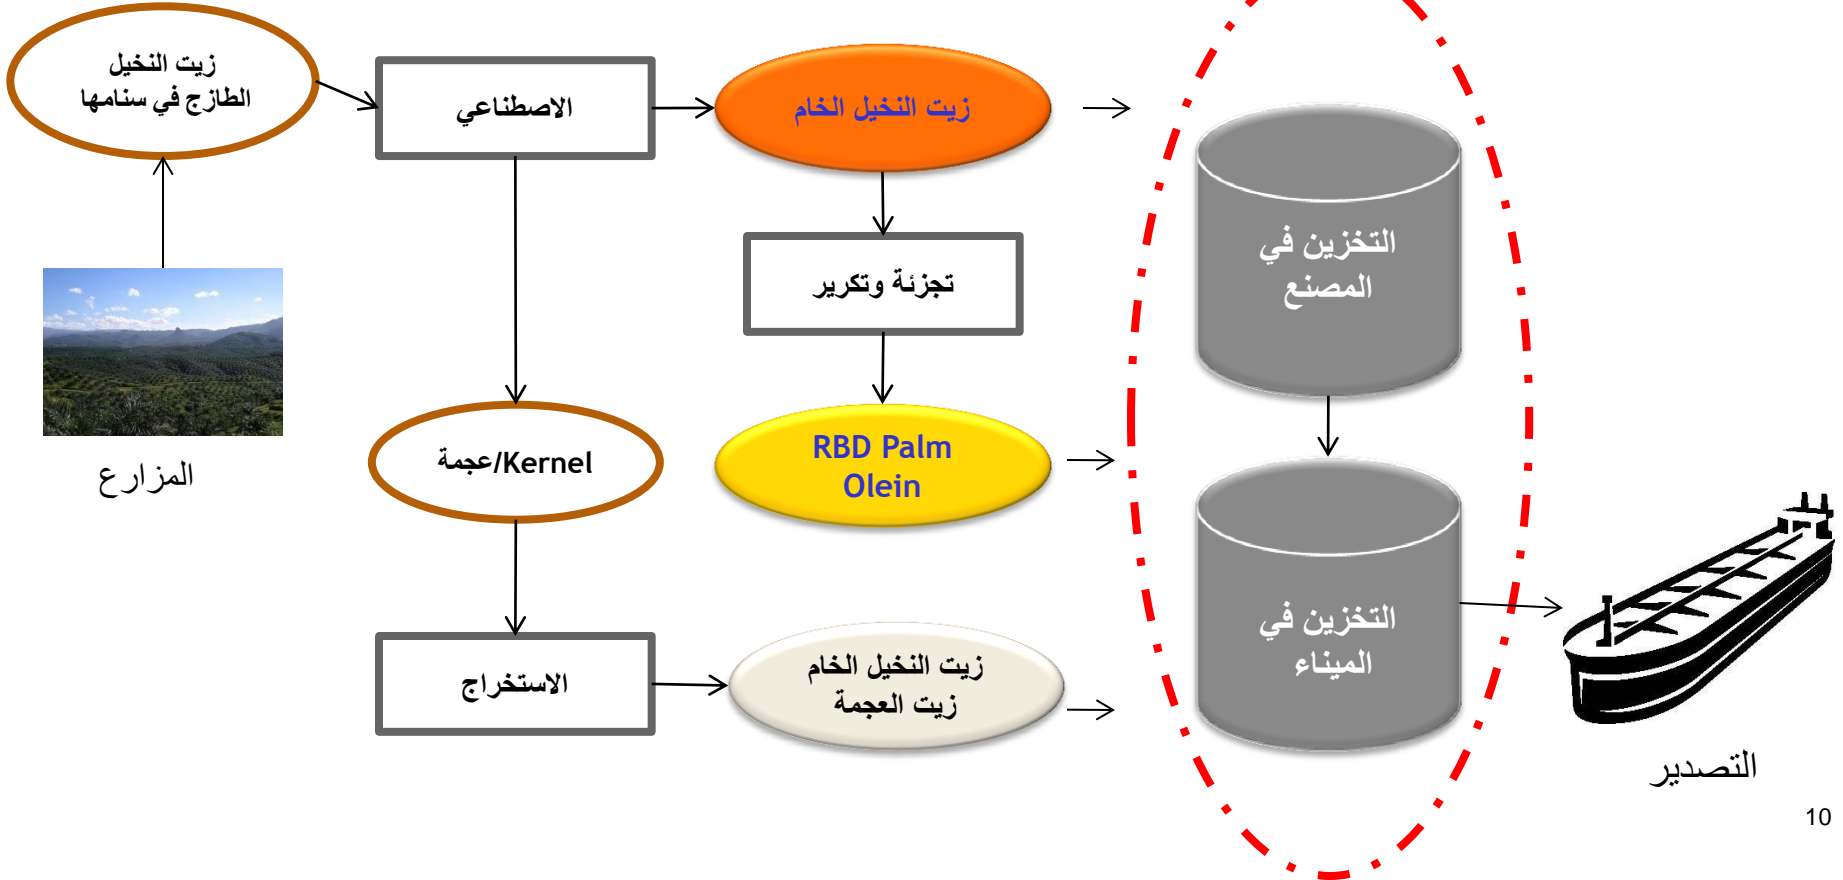 زيت النخيل
الطازج في سنامها
الاصطناعي
زيت النخيل الخام
التخزين في
المصنع
تجزئة وتكرير
المزارع
Kernel/عجمة
RBD Palm
Olein
التخزين في
الميناء
الاستخراج
زيت النخيل الخام
زيت العجمة
التصدير
10